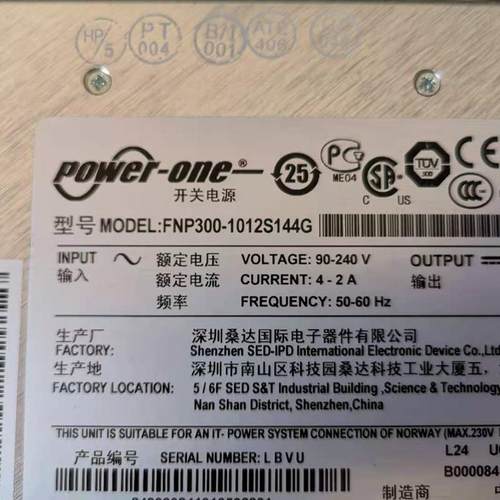 HP/5 PT 004 B/I 001 ATE
power-one
开关电源
25
PG
ME04
C US
TÜV
CE
CCC
型号 MODEL:FNP300-1012S144G
INPUT 额定电压 VOLTAGE: 90-240 V OUTPUT
输入 额定电流 CURRENT: 4 - 2 A 输出
频率 FREQUENCY: 50-60 Hz
生产厂 深圳桑达国际电子器件有限公司
FACTORY: Shenzhen SED-IPD International Electronic Device Co., Ltd
生产地 深圳市南山区科技园桑达科技工业大厦五,
FACTORY LOCATION: 5 / 6F SED S&T Industrial Building ,Science & Technology
Nan Shan District, Shenzhen,China
THIS UNIT IS SUITABLE FOR AN IT- POWER SYSTEM CONNECTION OF NORWAY (MAX.230V
产品编号 SERIAL NUMBER: L B V U L24
B000084
制造商